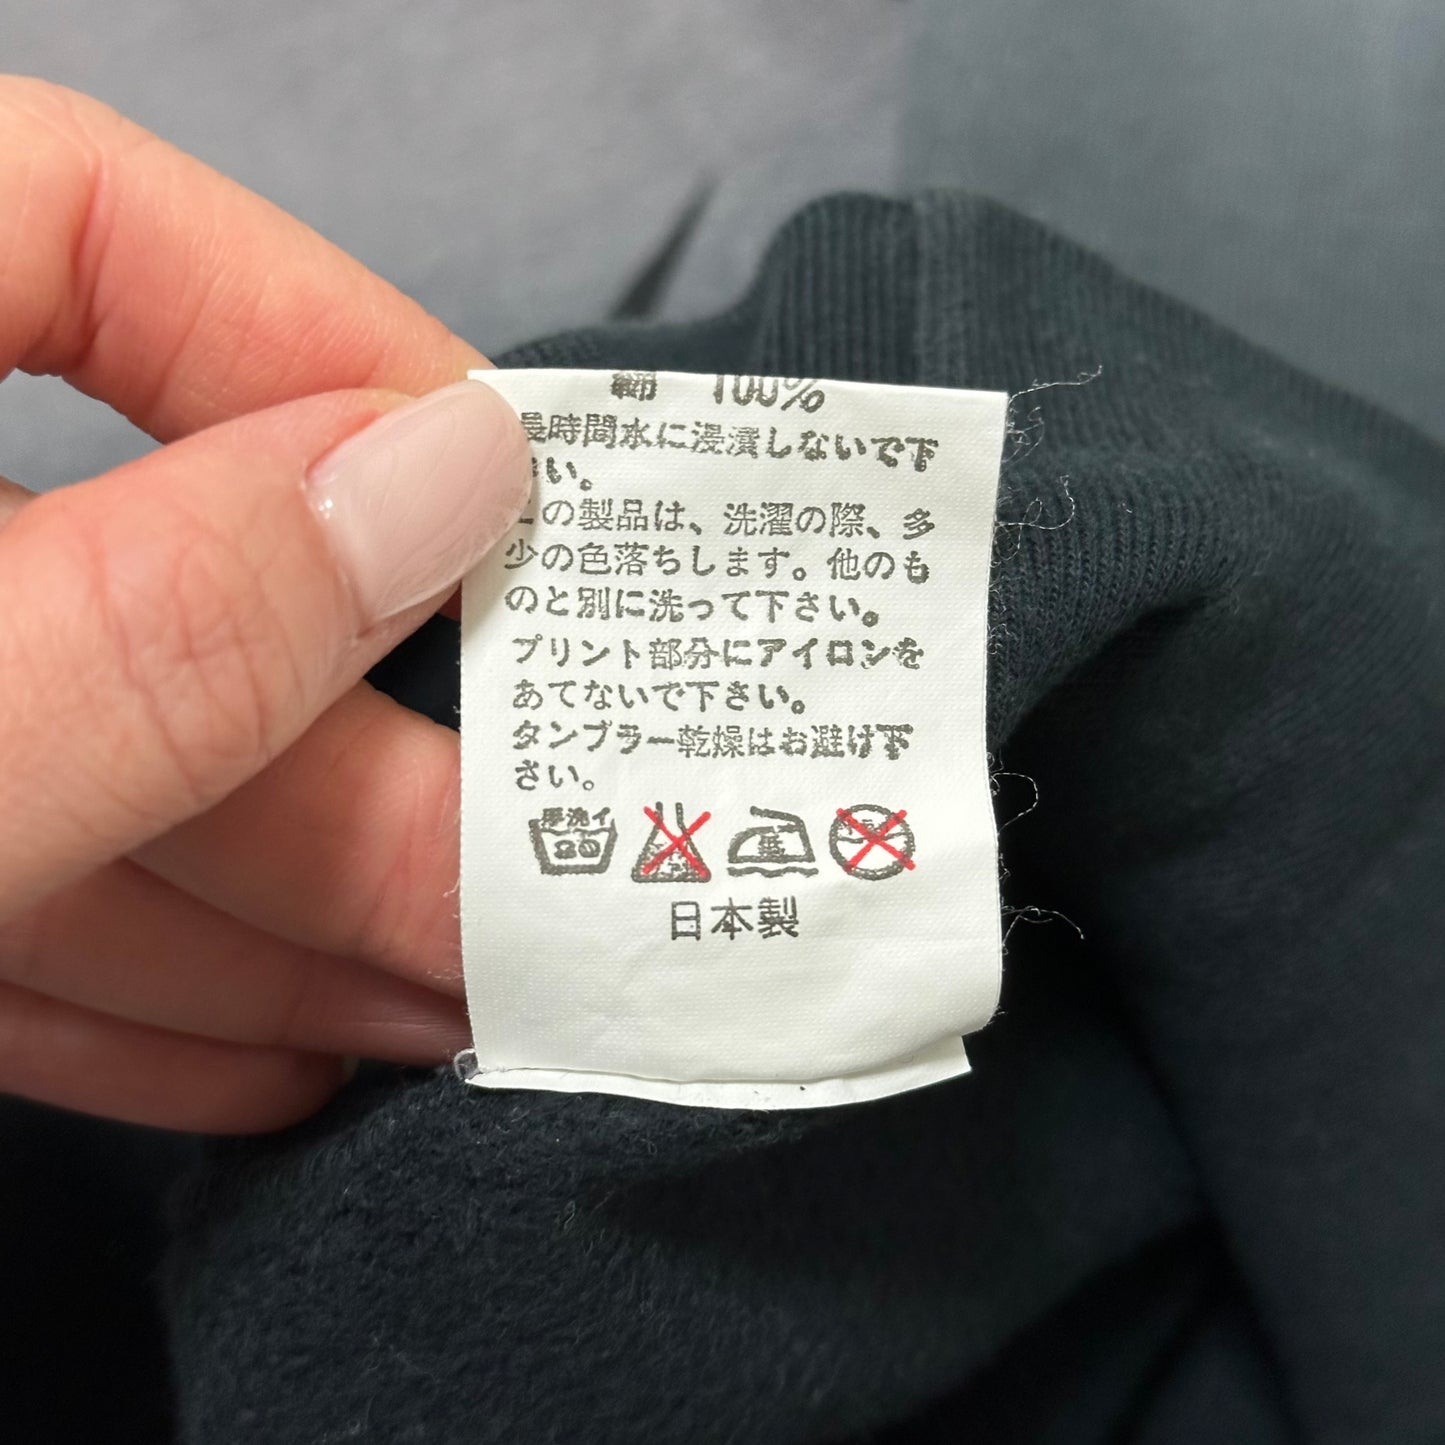 綿 100%
長時間水に浸漬しないで下
さい。
この製品は、洗濯の際、多
少の色落ちします。他のも
のと別に洗って下さい。
プリント部分にアイロンを
あてないで下さい。
タンブラー乾燥はお避け下
さい。
手洗イ
30
低
日本製